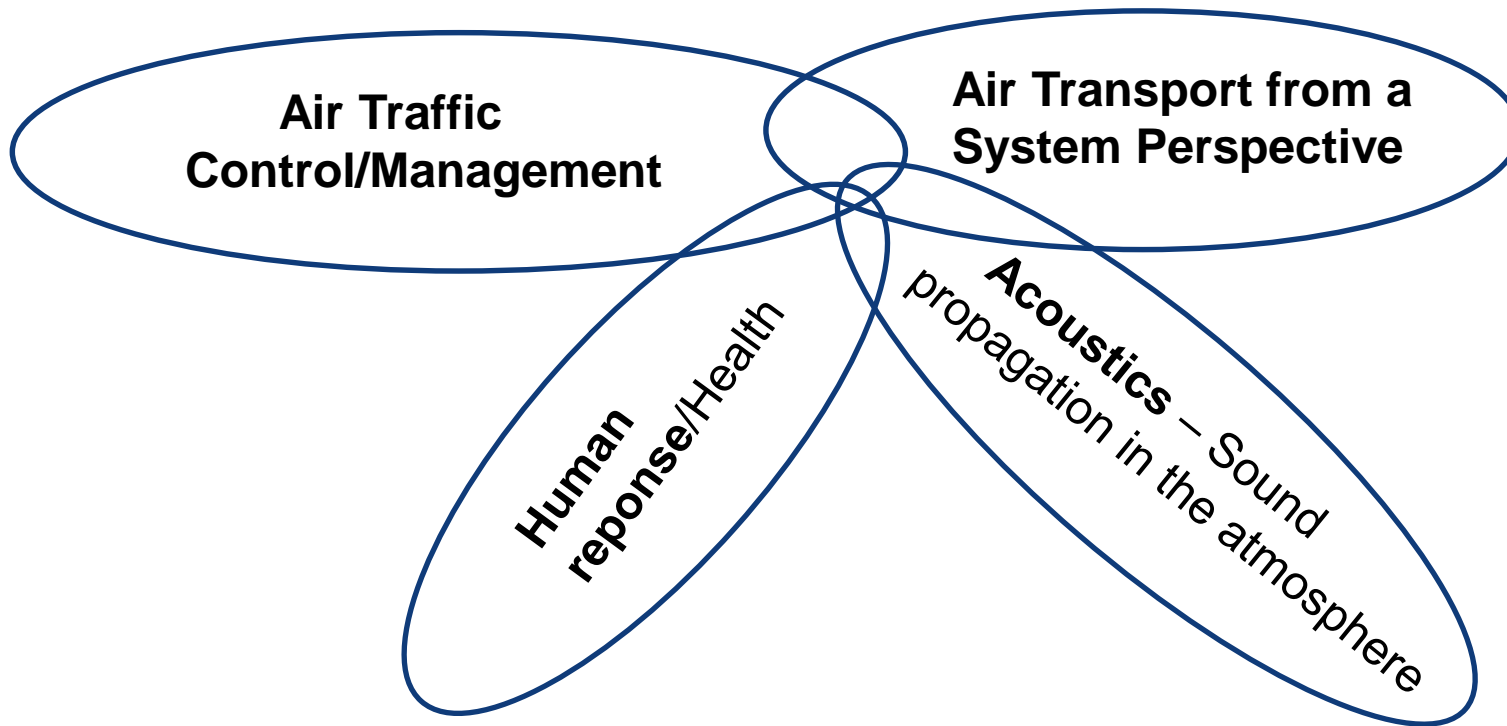 Air Traffic
Control/Management
Air Transport from a
System Perspective
Human
reponse/Health
Acoustics – Sound
propagation in the atmosphere